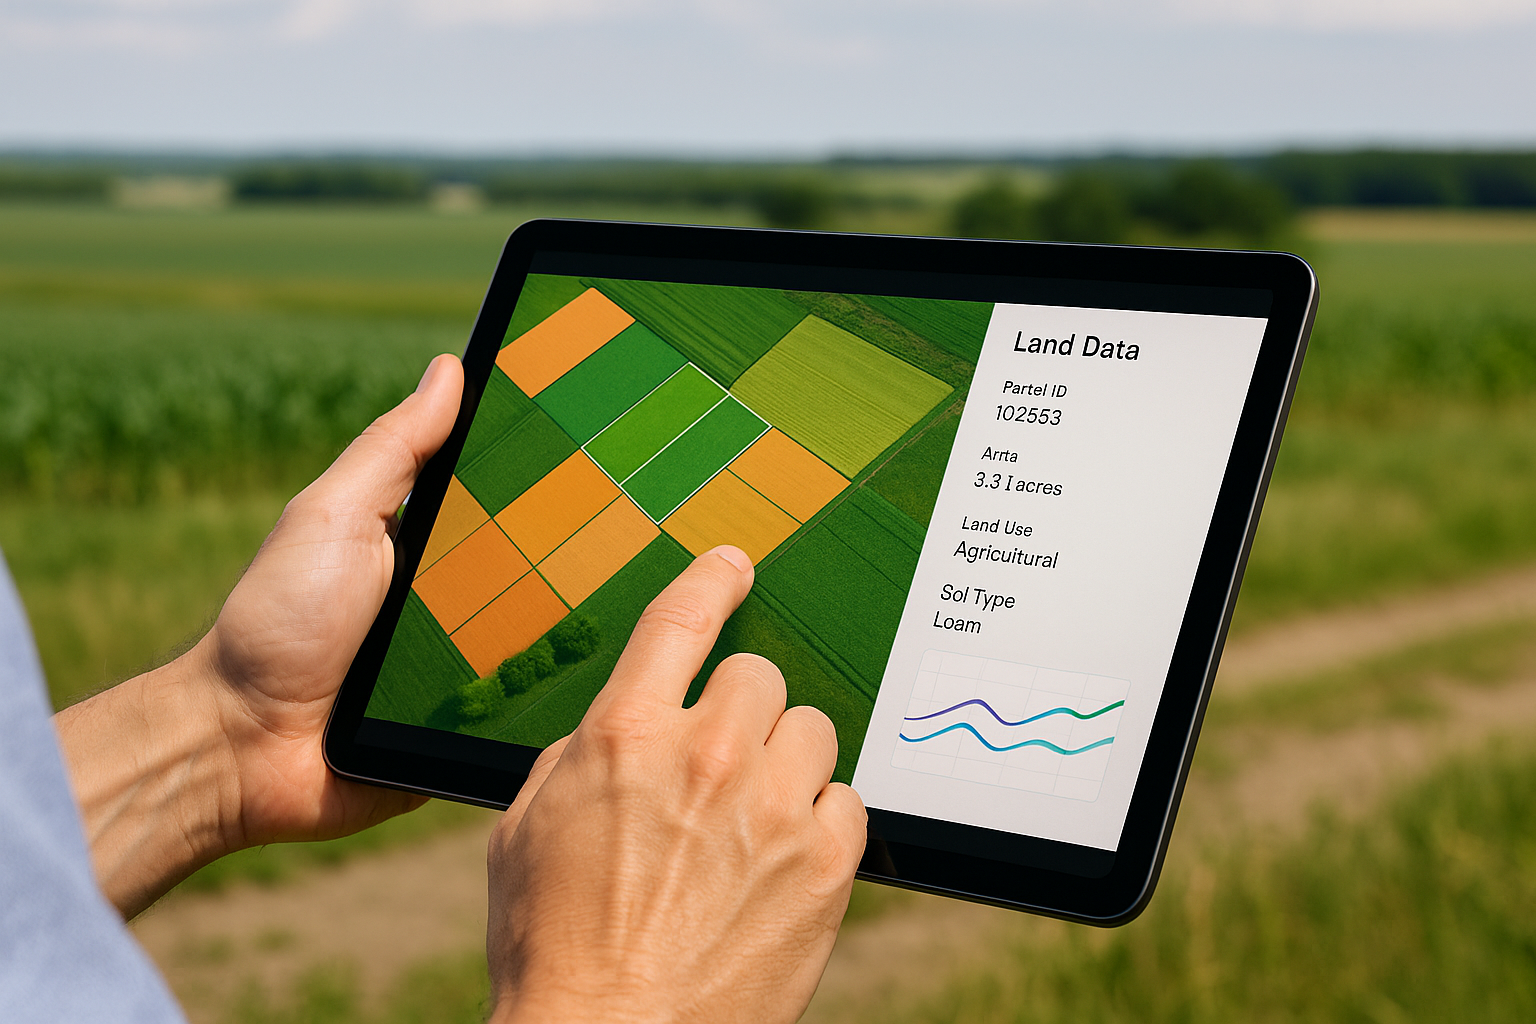 Land Data
Partel ID
102553
Arrta
3.3 I acres
Land Use
Agricuitural
Sol Type
Loam